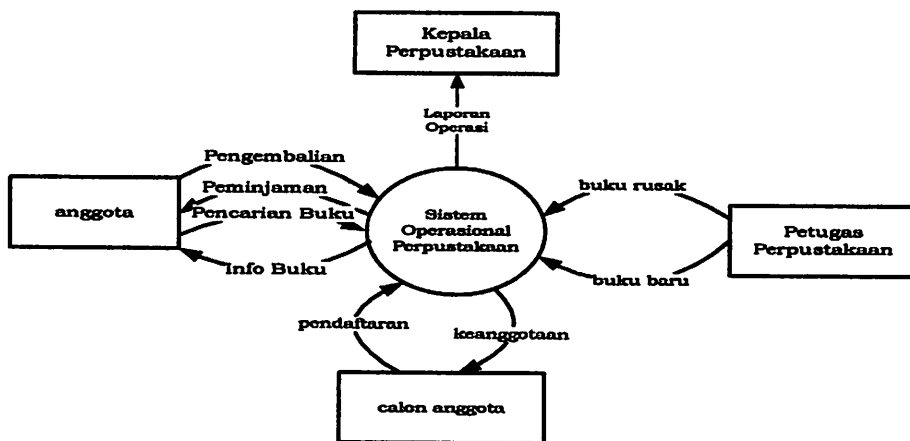 Kepala
Perpustakaan
Laporan
Operasi
Pengembalian
Peminjaman
Pencarian Buku
info Buku
anggota
Sistem
Operasional
Perpustakaan
buku rusak
buku baru
Petugas
Perpustakaan
pendaftaran
keanggotaan
calon anggota